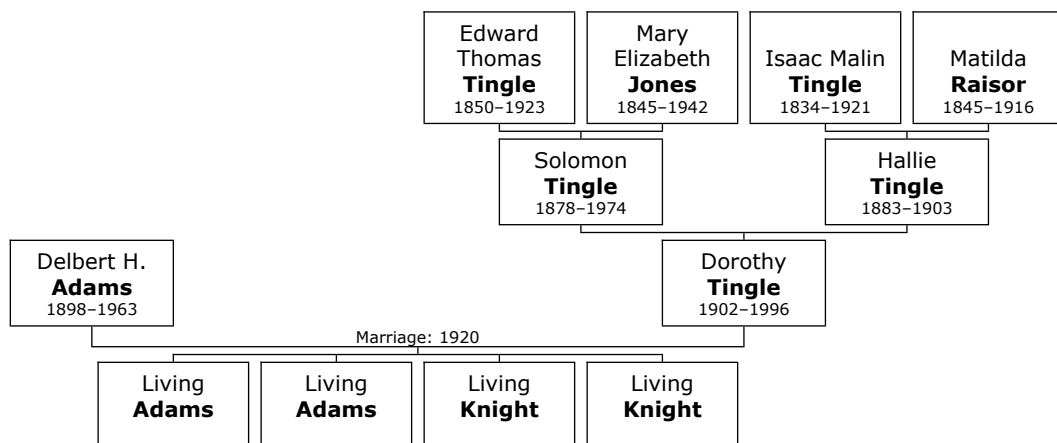 Edward
Thomas
Tingle
1850–1923
Mary
Elizabeth
Jones
1845–1942
Isaac Malin
Tingle
1834–1921
Matilda
Raisor
1845–1916
Solomon
Tingle
1878–1974
Hallie
Tingle
1883–1903
Delbert H.
Adams
1898–1963
Dorothy
Tingle
1902–1996
Marriage: 1920
Living
Adams
Living
Adams
Living
Knight
Living
Knight